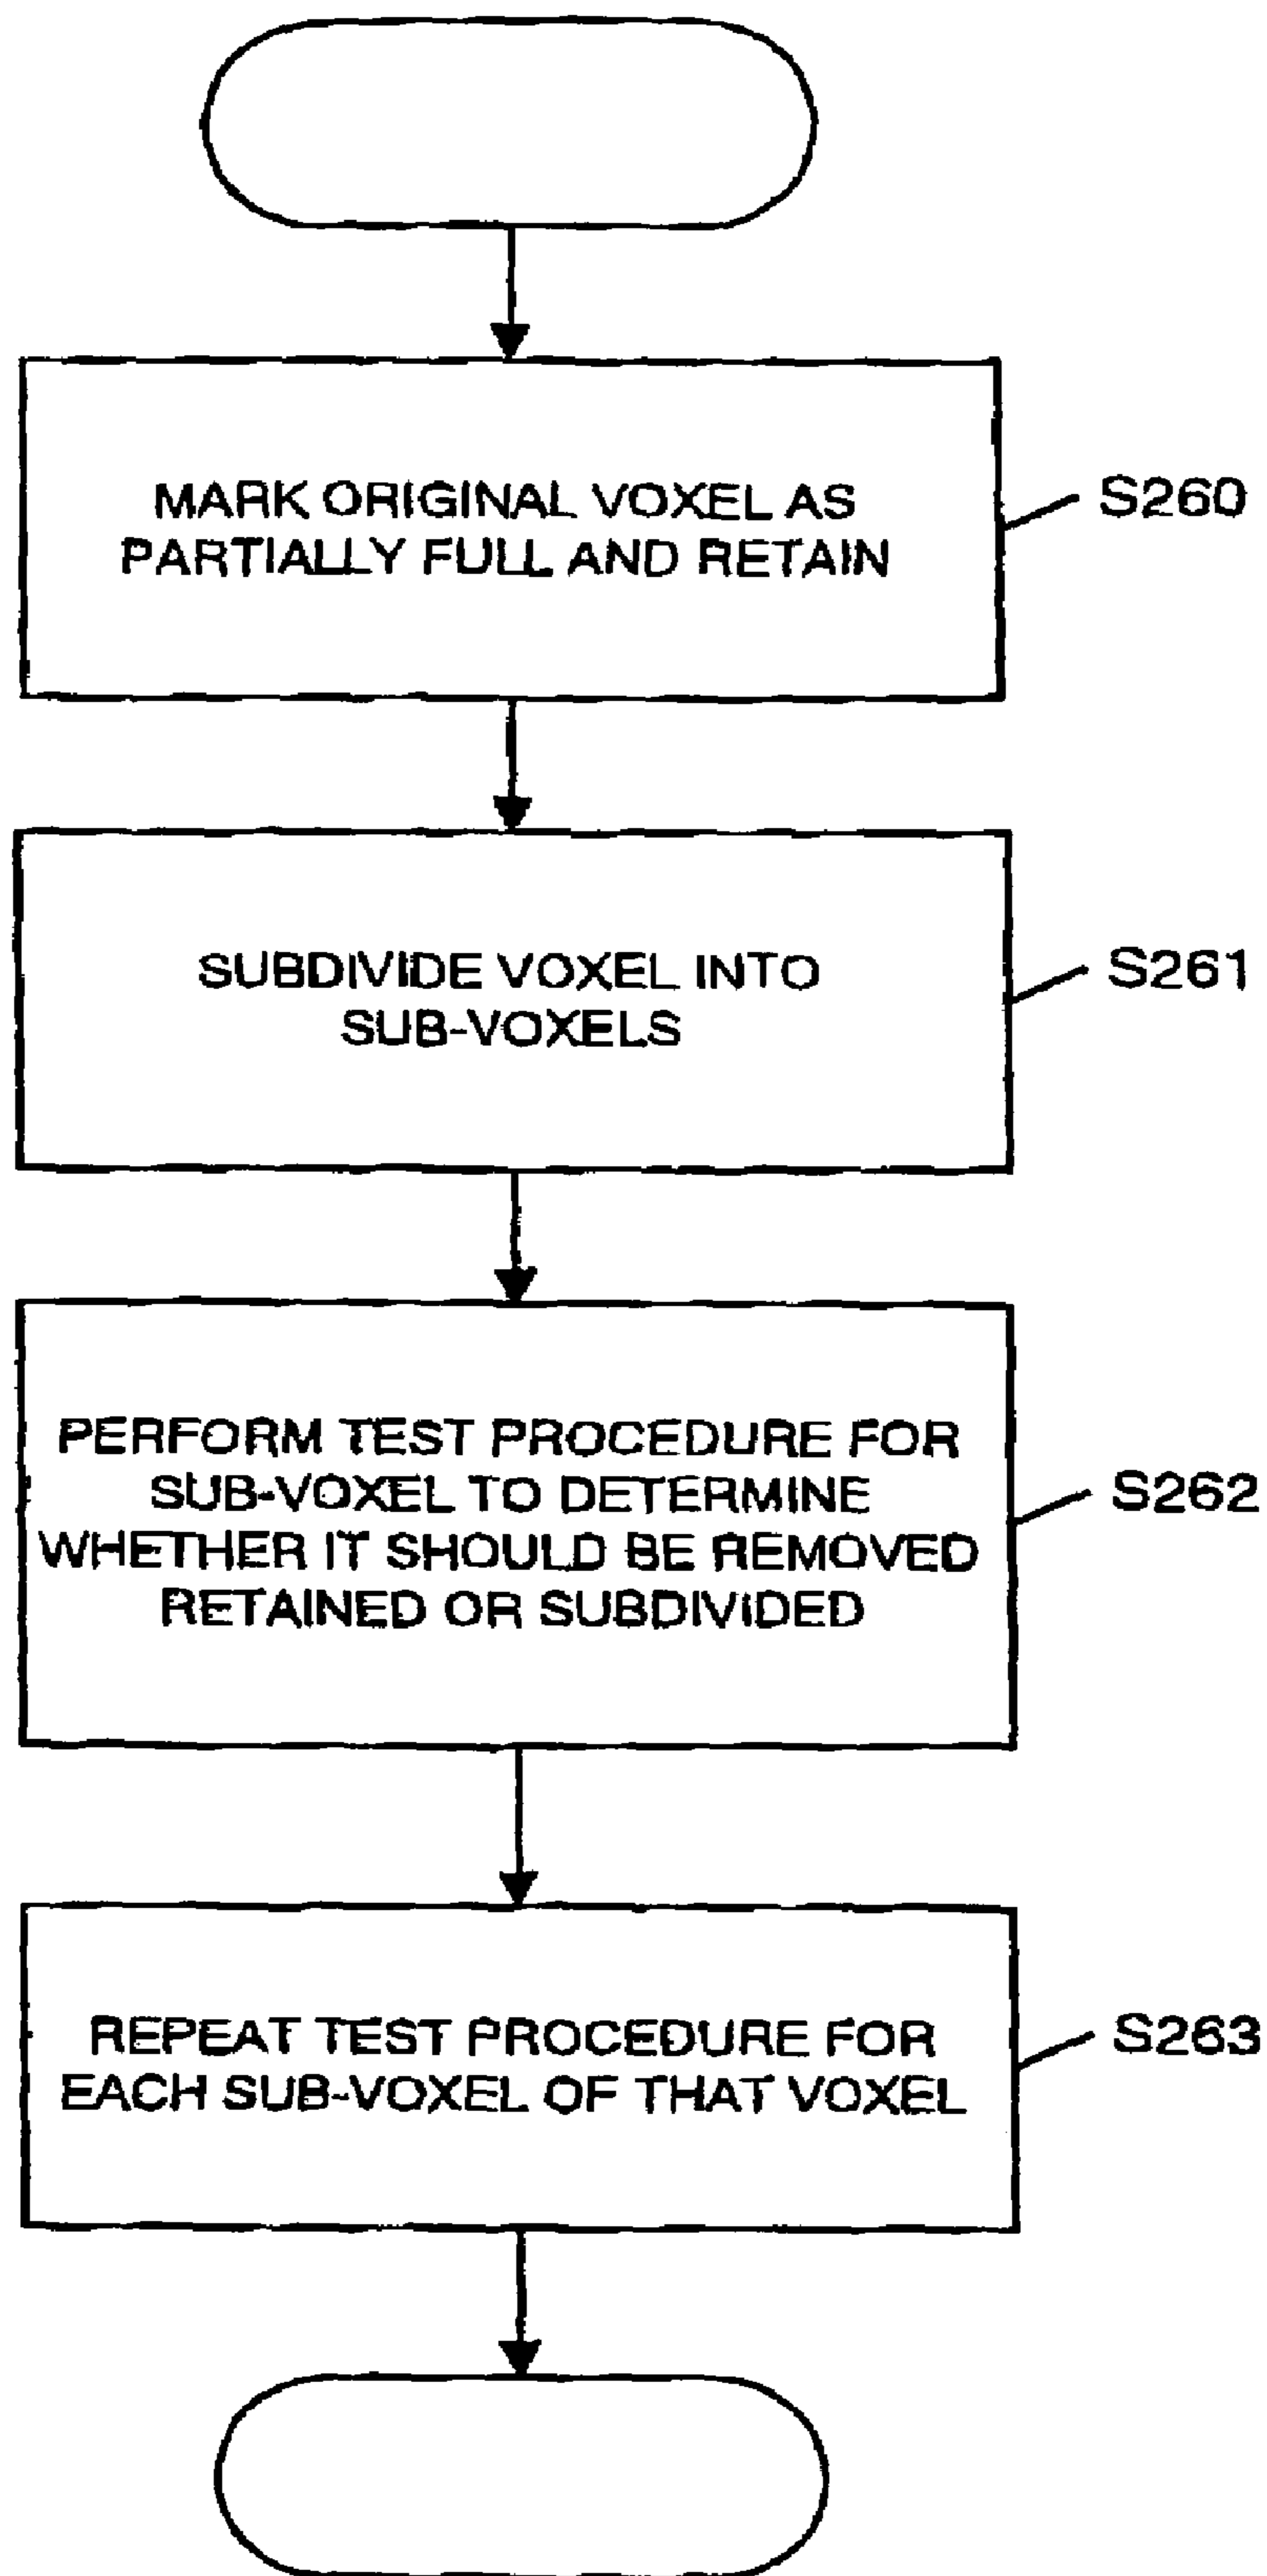 MARK ORIGINAL VOXEL AS
PARTIALLY FULL AND RETAIN
S260
SUBDIVIDE VOXEL INTO
SUB-VOXELS
S261
PERFORM TEST PROCEDURE FOR
SUB-VOXEL TO DETERMINE
WHETHER IT SHOULD BE REMOVED
RETAINED OR SUBDIVIDED
S262
REPEAT TEST PROCEDURE FOR
EACH SUB-VOXEL OF THAT VOXEL
S263